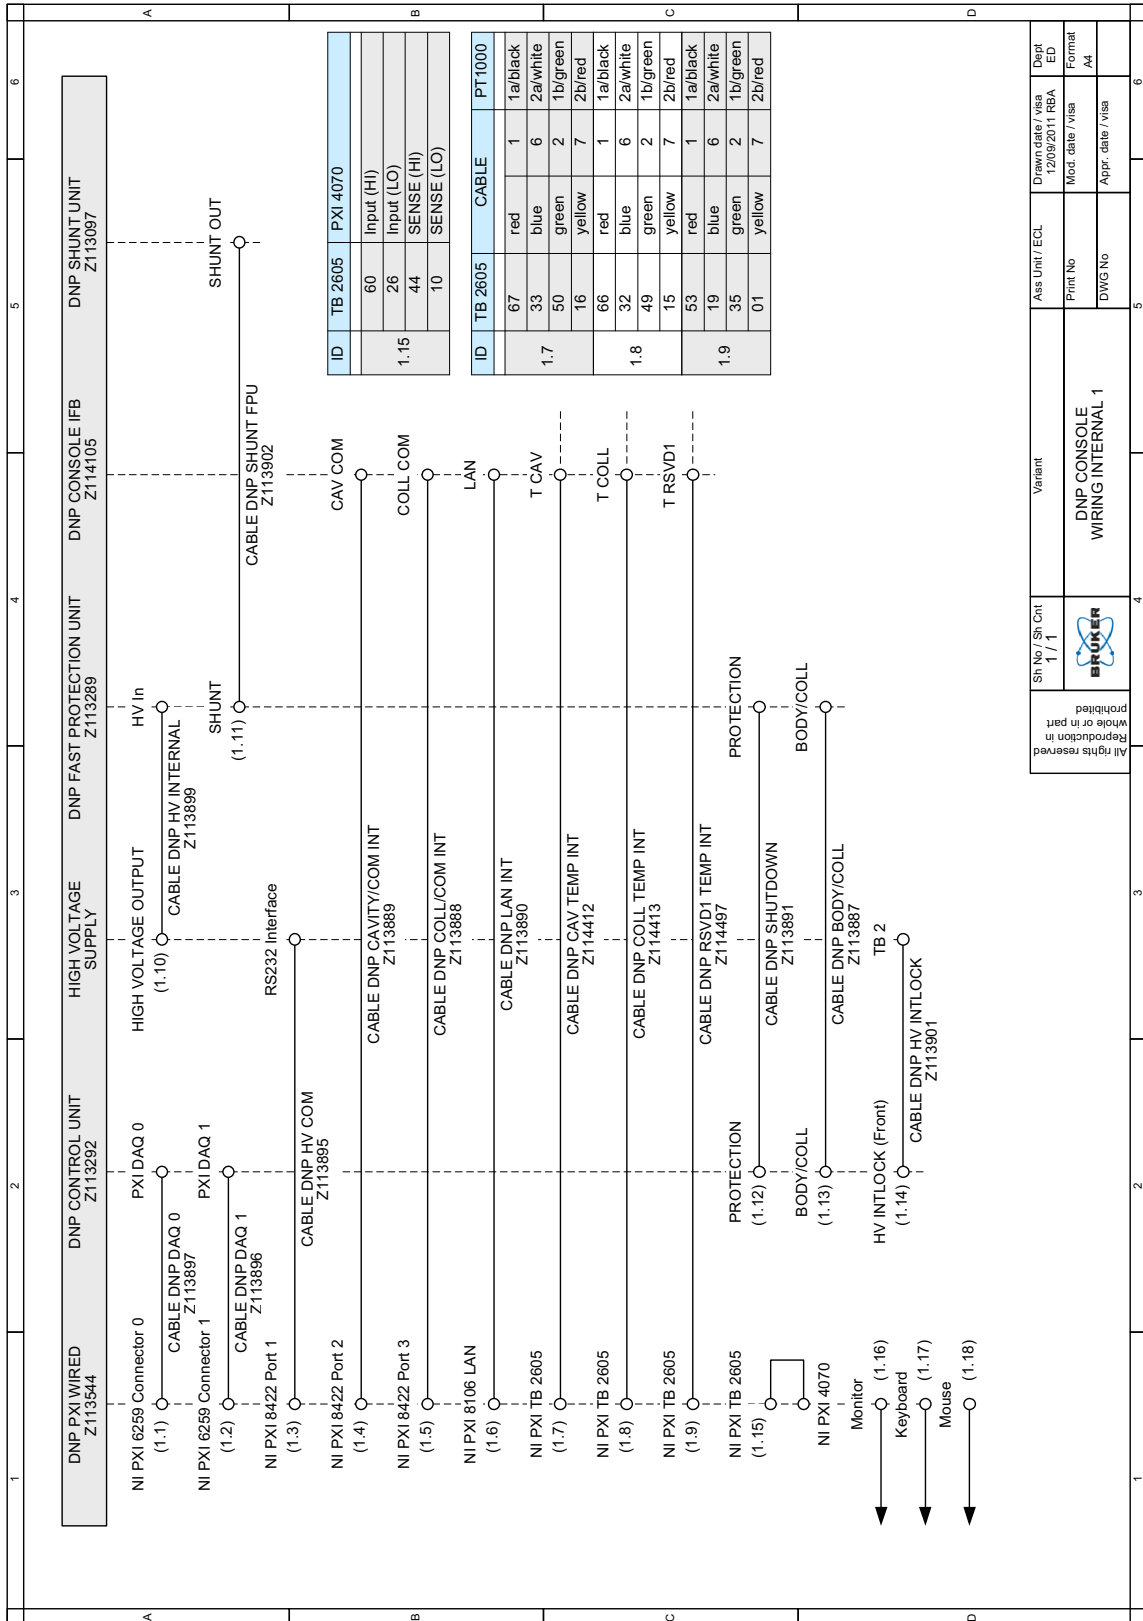 1
2
3
4
5
6
A
B
C
D
DNP PXI WIRED
Z113544
DNP CONTROL UNIT
Z113292
HIGH VOLTAGE
SUPPLY
DNP FAST PROTECTION UNIT
Z113289
DNP CONSOLE IFB
Z114105
DNP SHUNT UNIT
Z113097
NI PXI 6259 Connector 0
(1.1)
PXI DAQ 0
CABLE DNP DAQ 0
Z113897
HIGH VOLTAGE OUTPUT
(1.10)
HV In
CABLE DNP HV INTERNAL
Z113899
NI PXI 6259 Connector 1
(1.2)
PXI DAQ 1
CABLE DNP DAQ 1
Z113896
SHUNT
(1.11)
SHUNT OUT
CABLE DNP SHUNT FPU
Z113902
NI PXI 8422 Port 1
(1.3)
RS232 Interface
CABLE DNP HV COM
Z113895
NI PXI 8422 Port 2
(1.4)
CAV COM
CABLE DNP CAVITY/COM INT
Z113889
NI PXI 8422 Port 3
(1.5)
COLL COM
CABLE DNP COLL/COM INT
Z113888
NI PXI 8106 LAN
(1.6)
LAN
CABLE DNP LAN INT
Z113890
NI PXI TB 2605
(1.7)
T CAV
CABLE DNP CAV TEMP INT
Z114412
NI PXI TB 2605
(1.8)
T COLL
CABLE DNP COLL TEMP INT
Z114413
NI PXI TB 2605
(1.9)
T RSVD1
CABLE DNP RSVD1 TEMP INT
Z114497
NI PXI TB 2605
(1.15)
NI PXI 4070
PROTECTION
(1.12)
PROTECTION
CABLE DNP SHUTDOWN
Z113891
BODY/COLL
(1.13)
BODY/COLL
CABLE DNP BODY/COLL
Z113887
HV INTLOCK (Front)
(1.14)
TB 2
CABLE DNP HV INTLOCK
Z113901
Monitor
(1.16)
Keyboard
(1.17)
Mouse
(1.18)
ID TB 2605 PXI 4070
1.15
60 Input (HI)
26 Input (LO)
44 SENSE (HI)
10 SENSE (LO)
ID TB 2605 CABLE PT1000
1.7
67 red 1 1a/black
33 blue 6 2a/white
50 green 2 1b/green
16 yellow 7 2b/red
1.8
66 red 1 1a/black
32 blue 6 2a/white
49 green 2 1b/green
15 yellow 7 2b/red
1.9
53 red 1 1a/black
19 blue 6 2a/white
35 green 2 1b/green
01 yellow 7 2b/red
All rights reserved
Reproduction in
whole or in part
prohibited
Sh No / Sh Cnt
1 / 1
BRUKER
Variant
DNP CONSOLE
WIRING INTERNAL 1
Ass Unit / ECL
Print No
DWG No
Drawn date / visa
12/09/2011 RBA
Mod. date / visa
Appr. date / visa
Dept
ED
Format
A4
1
2
3
4
5
6
A
B
C
D